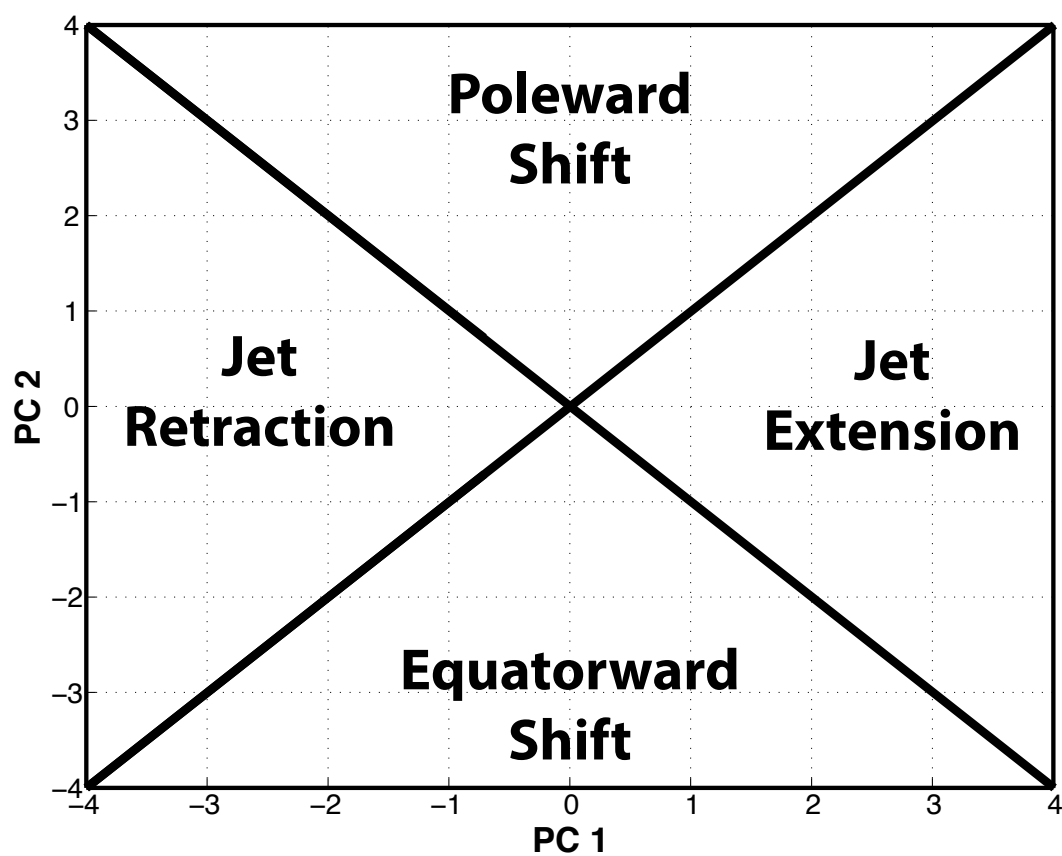 4
Poleward
Shift
3
2
1
Jet
Retraction
Jet
Extension
PC 2
0
−1
−2
Equatorward
Shift
−3
−4
−4 −3 −2 −1 0 1 2 3 4
PC 1